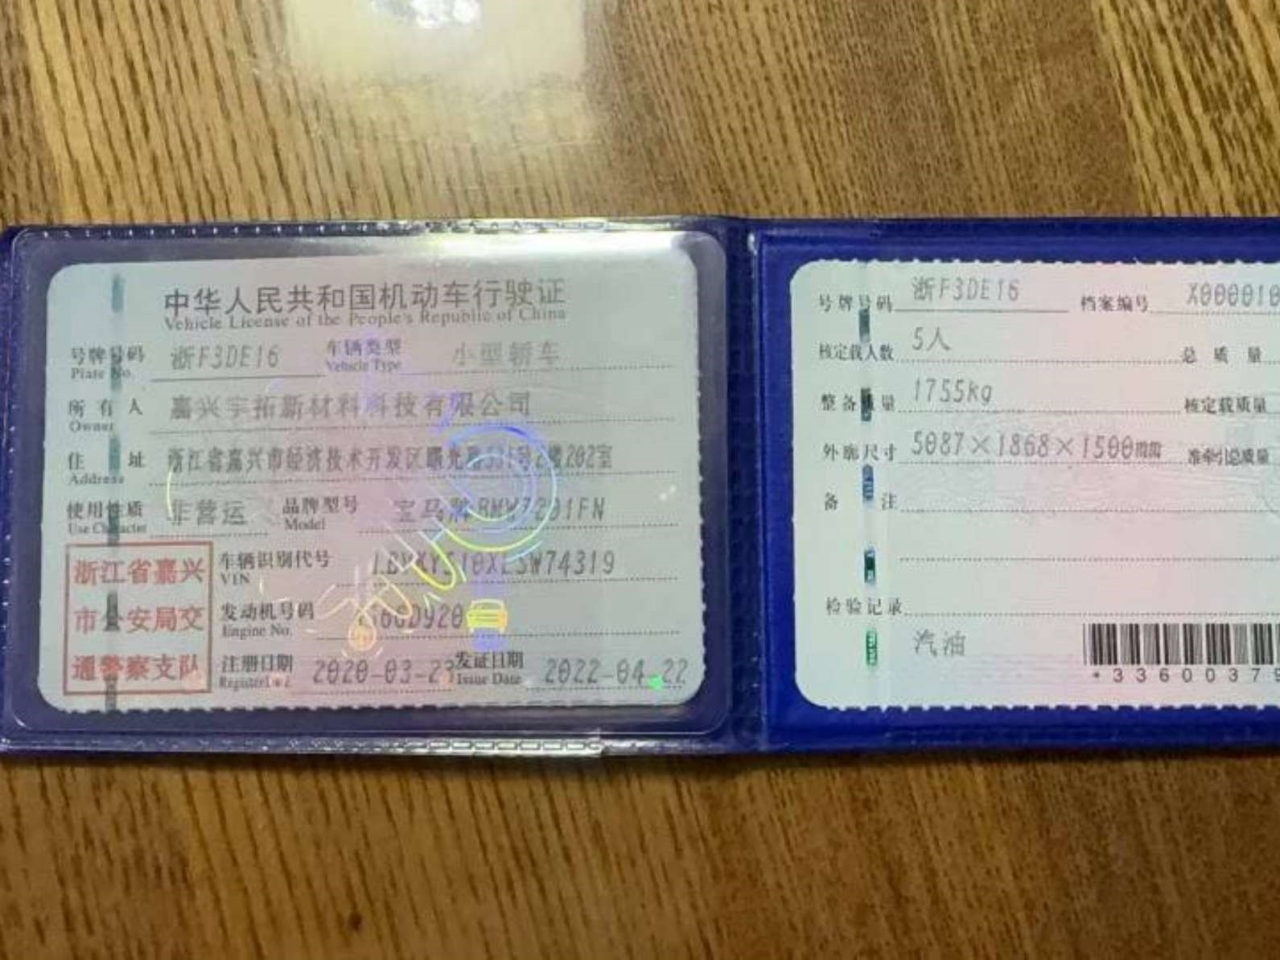 中华人民共和国机动车行驶证
Vehicle License of the People's Republic of China
号牌号码 浙F3DE16 车辆类型 小型轿车
Plate No. Vehicle Type
所有人 嘉兴宇拓新材料科技有限公司
Owner
住址 浙江省嘉兴市经济技术开发区曙光路 202室
Address
使用性质 非营运 品牌型号 宝马牌
Use Character Model
浙江省嘉兴
市公安局交
通警察支队
车辆识别代号
VIN
发动机号码
Engine No.
注册日期 发证日期 2022-04-22
Issue Date
号牌号码 浙F3DE16 档案编号
核定载人数 5人 总质量
整备质量 1755kg 核定载质量
外廓尺寸 5087×1868×1500 准牵引总质量
备注
检验记录
汽油